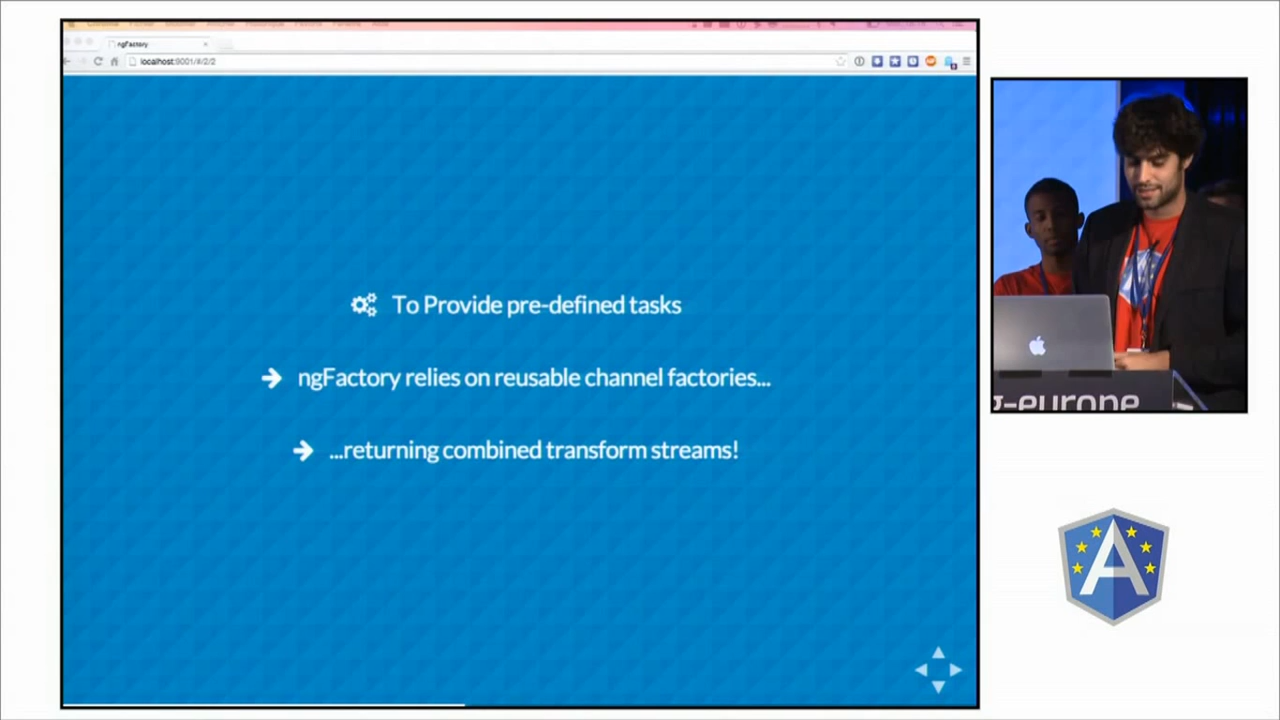 ngFactory
localhost:9001/#/2/2
To Provide pre-defined tasks
ngFactory relies on reusable channel factories...
...returning combined transform streams!
-europe
A